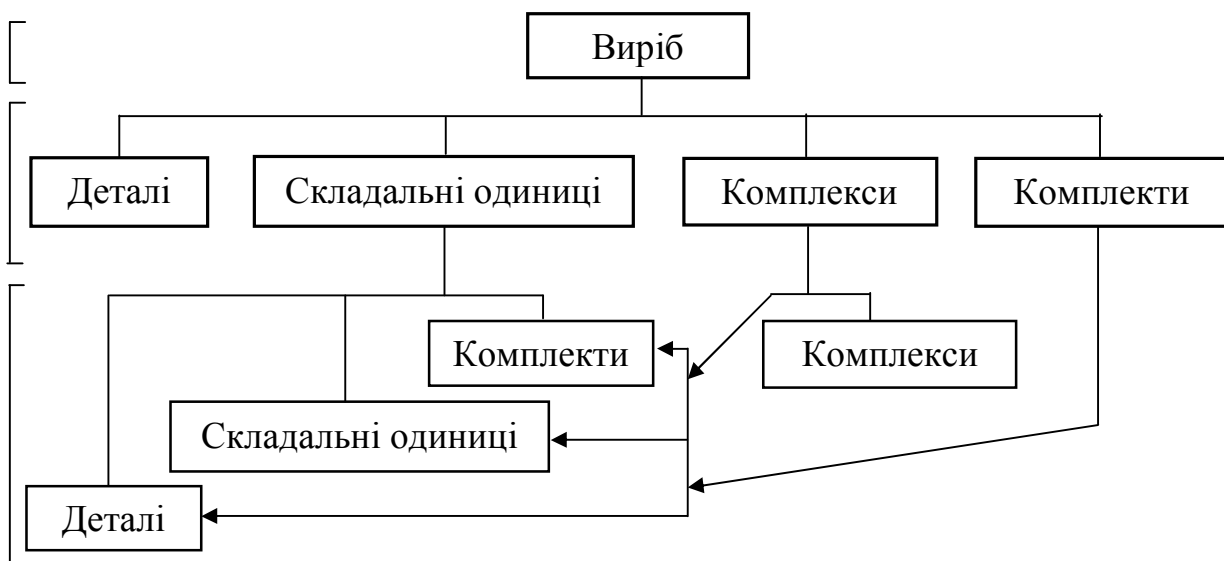 Виріб
Деталі
Складальні одиниці
Комплекси
Комплекти
Комплекти
Комплекси
Складальні одиниці
Деталі